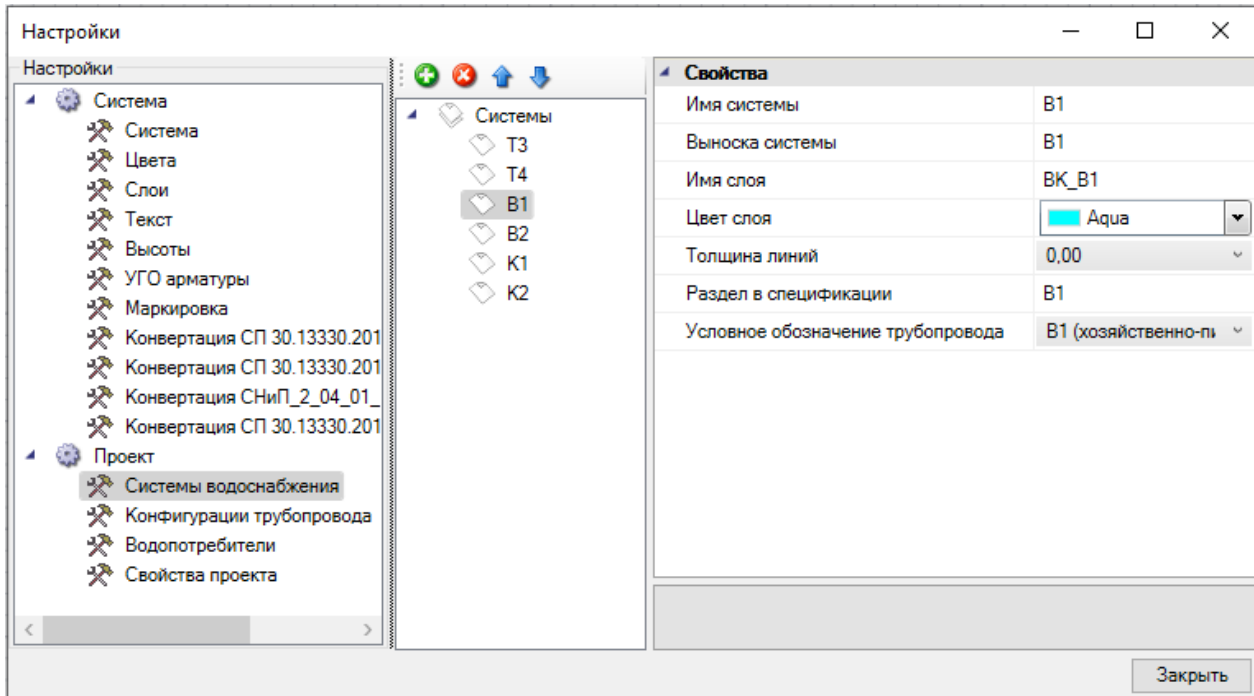 Настройки
Настройки
Система
Система
Цвета
Слои
Текст
Высоты
УГО арматуры
Маркировка
Конвертация СП 30.13330.201
Конвертация СП 30.13330.201
Конвертация СНиП_2_04_01_
Конвертация СП 30.13330.201
Проект
Системы водоснабжения
Конфигурации трубопровода
Водопотребители
Свойства проекта
Системы
Т3
Т4
В1
В2
К1
К2
Свойства
Имя системы В1
Выноска системы В1
Имя слоя ВК_В1
Цвет слоя Aqua
Толщина линий 0,00
Раздел в спецификации В1
Условное обозначение трубопровода В1 (хозяйственно-пи
Закрыть